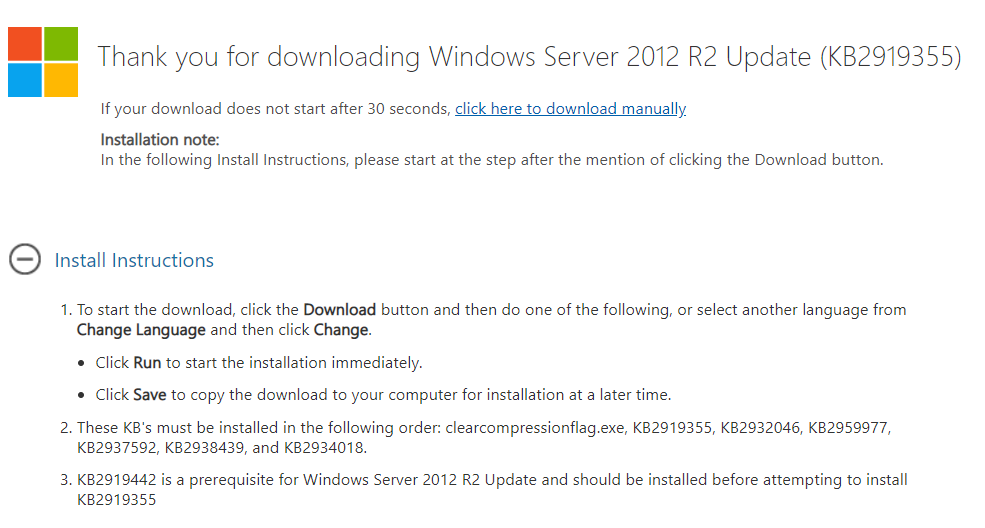 Thank you for downloading Windows Server 2012 R2 Update (KB2919355)
If your download does not start after 30 seconds, click here to download manually
Installation note:
In the following Install Instructions, please start at the step after the mention of clicking the Download button.
Install Instructions
1. To start the download, click the Download button and then do one of the following, or select another language from
Change Language and then click Change.
• Click Run to start the installation immediately.
• Click Save to copy the download to your computer for installation at a later time.
2. These KB's must be installed in the following order: clearcompressionflag.exe, KB2919355, KB2932046, KB2959977,
KB2937592, KB2938439, and KB2934018.
3. KB2919442 is a prerequisite for Windows Server 2012 R2 Update and should be installed before attempting to install
KB2919355